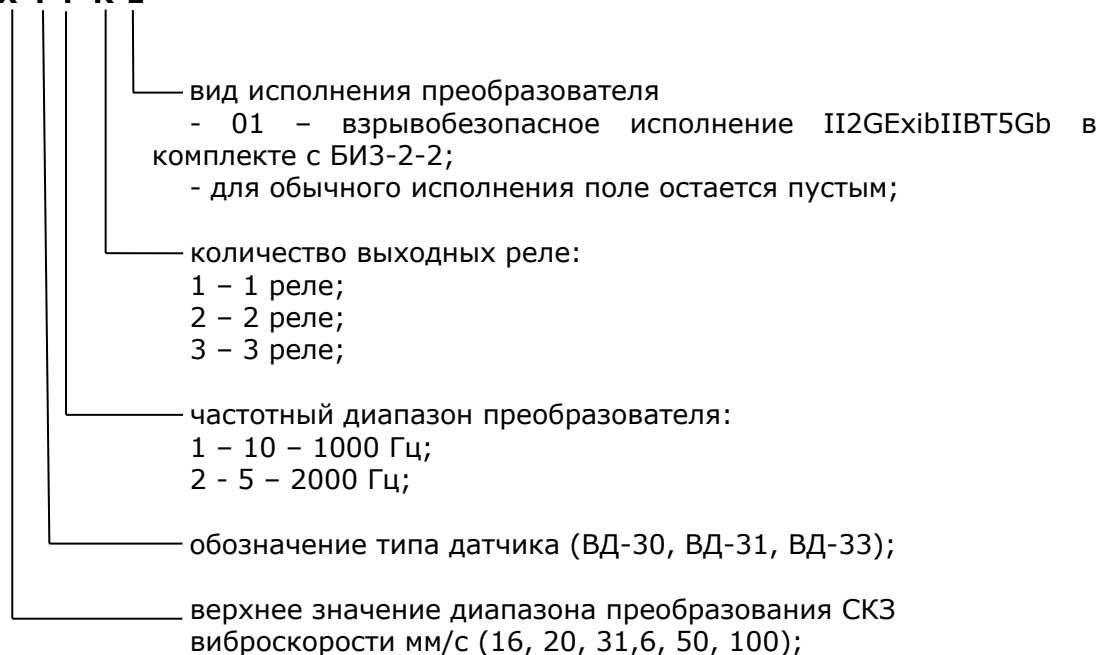 вид исполнения преобразователя
- 01 – взрывобезопасное исполнение II2GExibIIBT5Gb в
комплекте с БИЗ-2-2;
- для обычного исполнения поле остается пустым;
количество выходных реле:
1 – 1 реле;
2 – 2 реле;
3 – 3 реле;
частотный диапазон преобразователя:
1 – 10 – 1000 Гц;
2 - 5 – 2000 Гц;
обозначение типа датчика (ВД-30, ВД-31, ВД-33);
верхнее значение диапазона преобразования СКЗ
виброскорости мм/с (16, 20, 31,6, 50, 100);